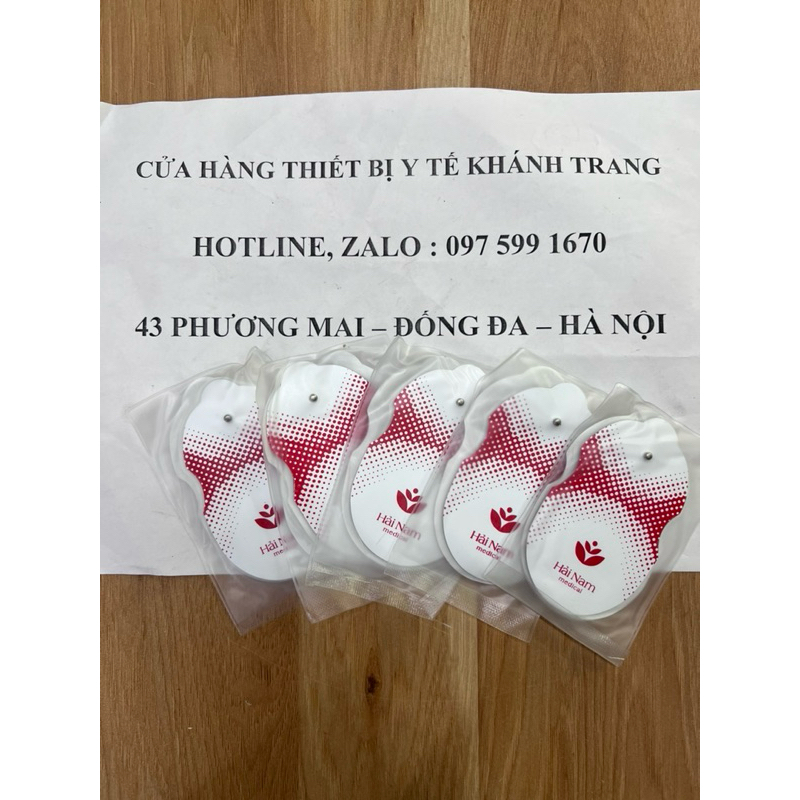 CỬA HÀNG THIẾT BỊ Y TẾ KHÁNH TRANG
HOTLINE, ZALO : 097 599 1670
43 PHƯƠNG MAI – ĐỐNG ĐA – HÀ NỘI
Hải Nam
medical
Hải Nam
medical
Hải Nam
medical
Hải Nam
medical